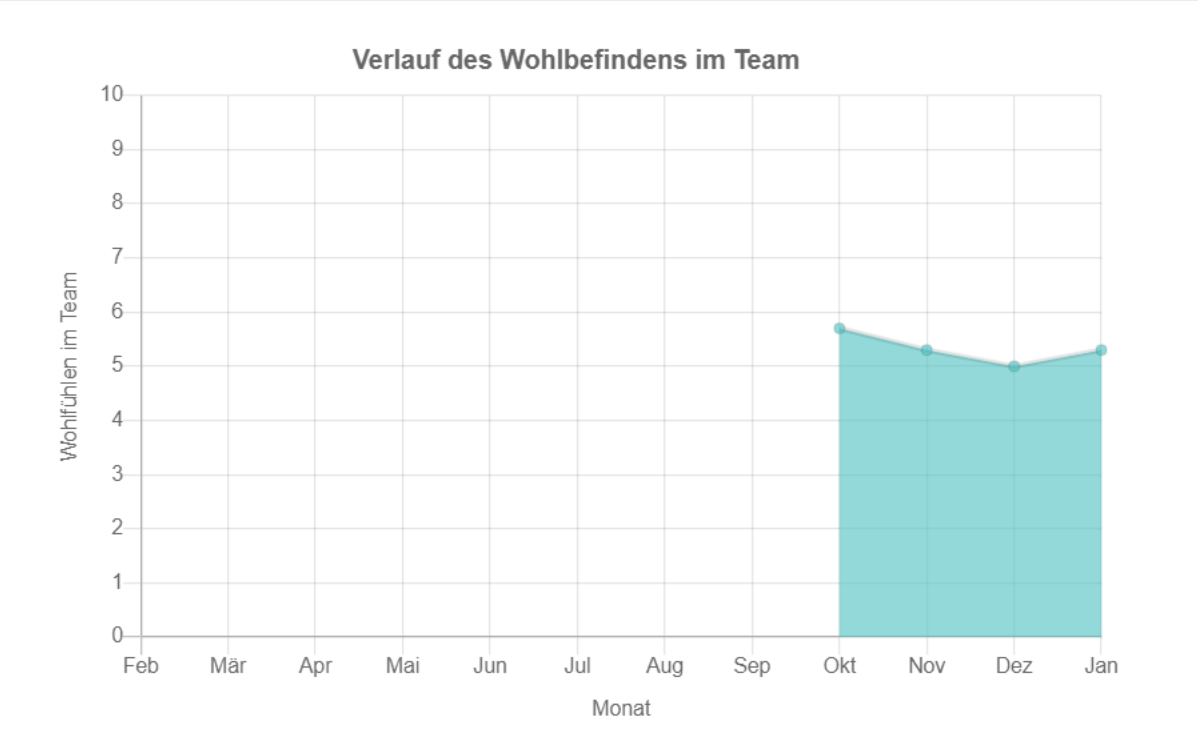 Verlauf des Wohlbefindens im Team
10
9
8
7
6
5
4
3
2
1
0
Wohlfühlen im Team
Feb Mär Apr Mai Jun Jul Aug Sep Okt Nov Dez Jan
Monat